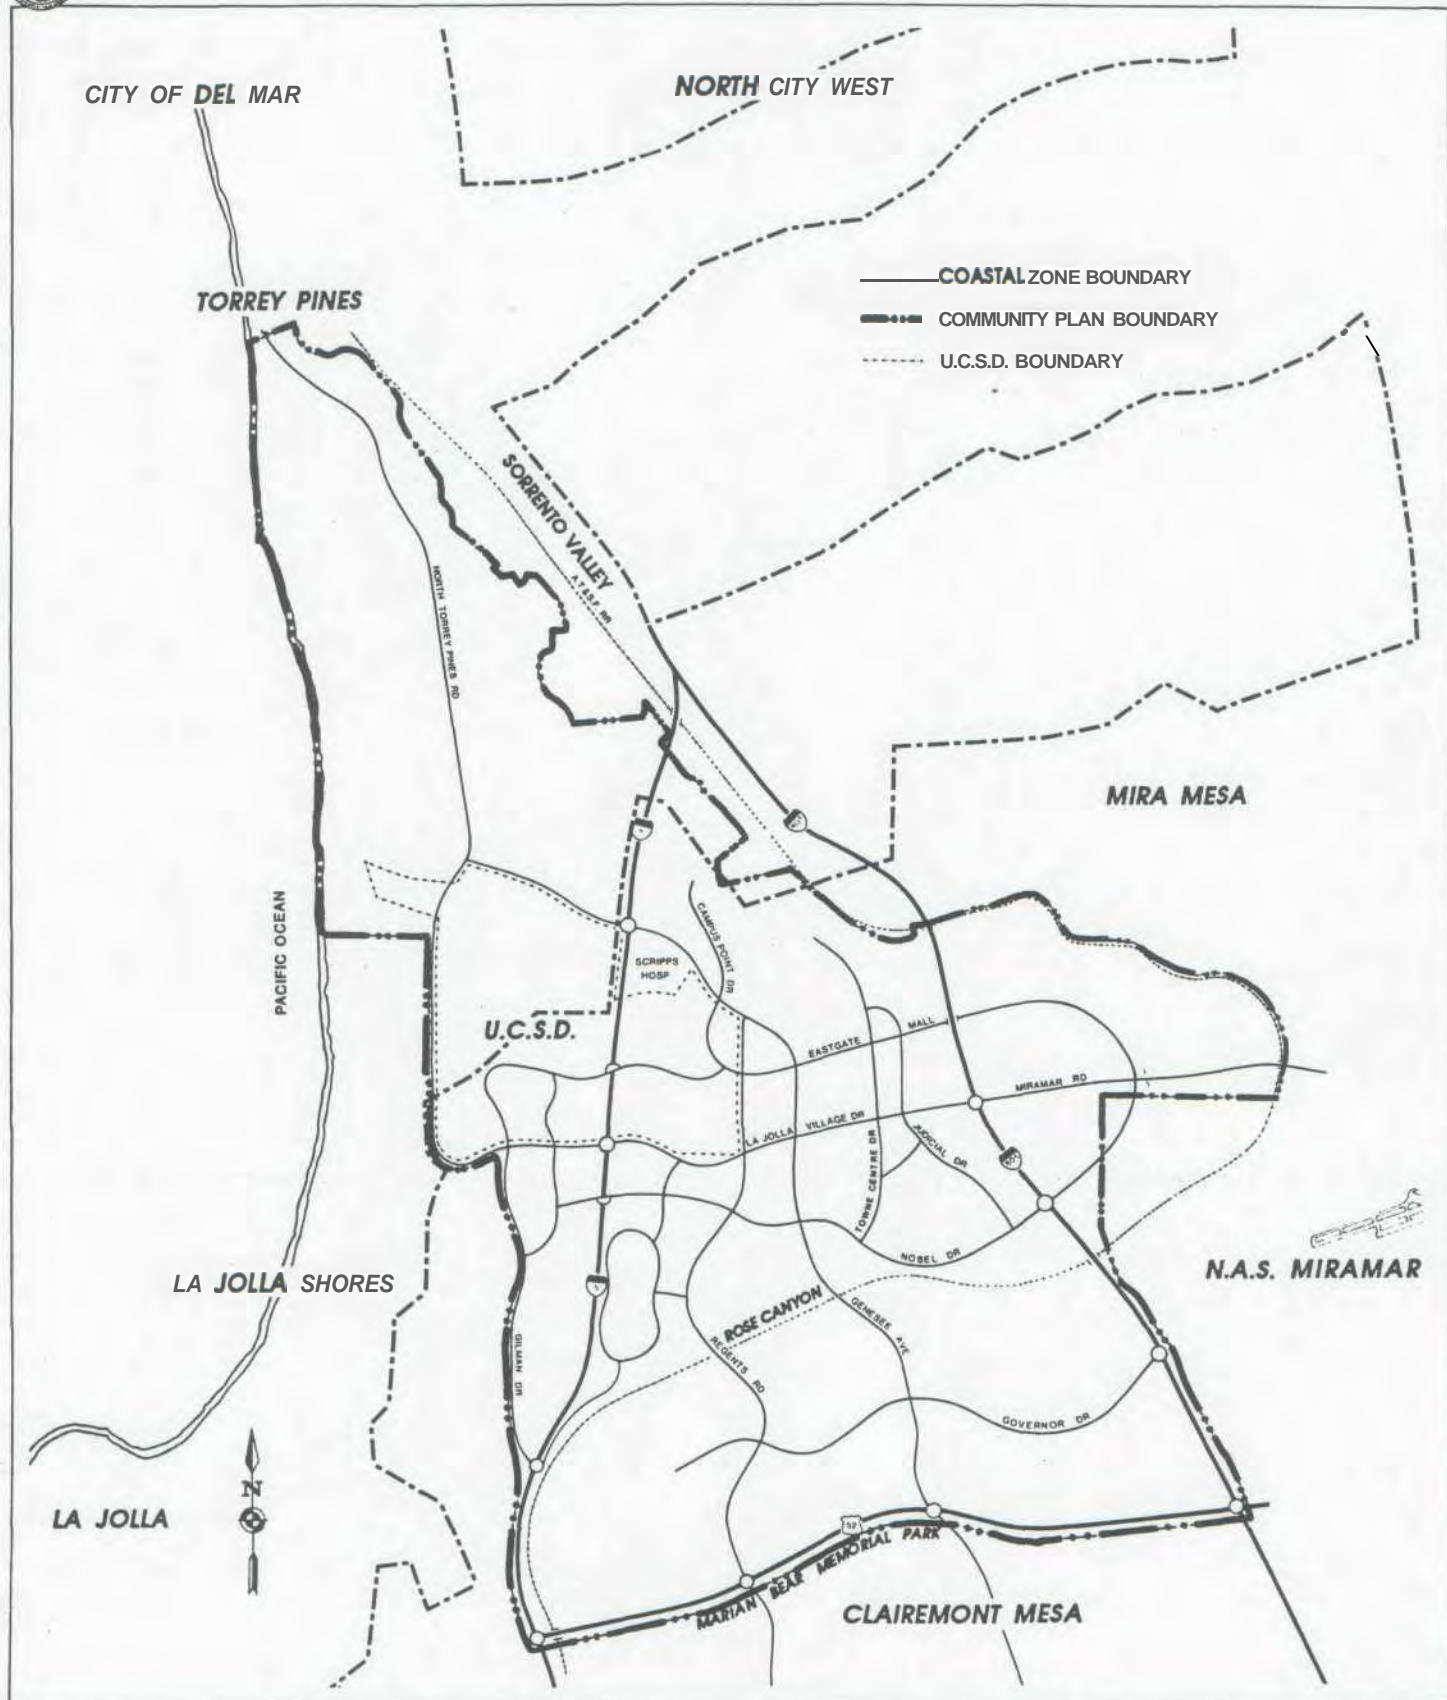 CITY OF DEL MAR
NORTH CITY WEST
TORREY PINES
COASTAL ZONE BOUNDARY
COMMUNITY PLAN BOUNDARY
U.C.S.D. BOUNDARY
SORRENTO VALLEY
A.T.&S.F. RR
NORTH TORREY PINES RD
MIRA MESA
PACIFIC OCEAN
CAMPUS POINT DR
SCRIPPS
HOSP
U.C.S.D.
EASTGATE MALL
MIRAMAR RD
LA JOLLA VILLAGE DR
JUDICIAL DR
TOWNE CENTRE DR
NOBEL DR
N.A.S. MIRAMAR
LA JOLLA SHORES
ROSE CANYON
GENESEE AVE
GILMAN DR
REGENTS RD
GOVERNOR DR
N
LA JOLLA
52
MARIAN BEAR MEMORIAL PARK
CLAIREMONT MESA